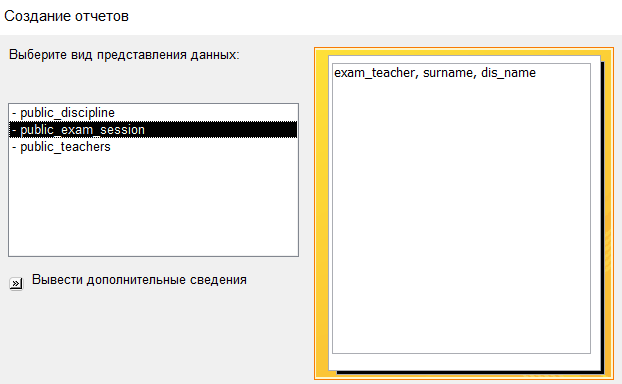 Создание отчетов
Выберите вид представления данных:
- public_discipline
- public_exam_session
- public_teachers
Вывести дополнительные сведения
exam_teacher, surname, dis_name